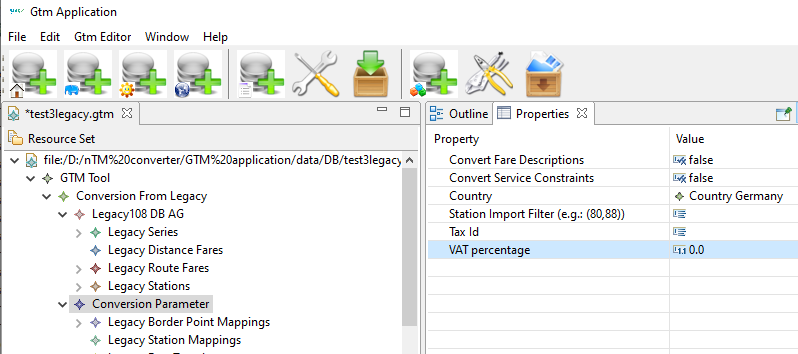 Gtm Application
File Edit Gtm Editor Window Help
*test3legacy.gtm
Resource Set
file:/D:/nTM%20converter/GTM%20application/data/DB/test3legacy
GTM Tool
Conversion From Legacy
Legacy108 DB AG
Legacy Series
Legacy Distance Fares
Legacy Route Fares
Legacy Stations
Conversion Parameter
Legacy Border Point Mappings
Legacy Station Mappings
Outline Properties
Property Value
Convert Fare Descriptions false
Convert Service Constraints false
Country Country Germany
Station Import Filter (e.g.: (80,88))
Tax Id
VAT percentage 1.1 0.0